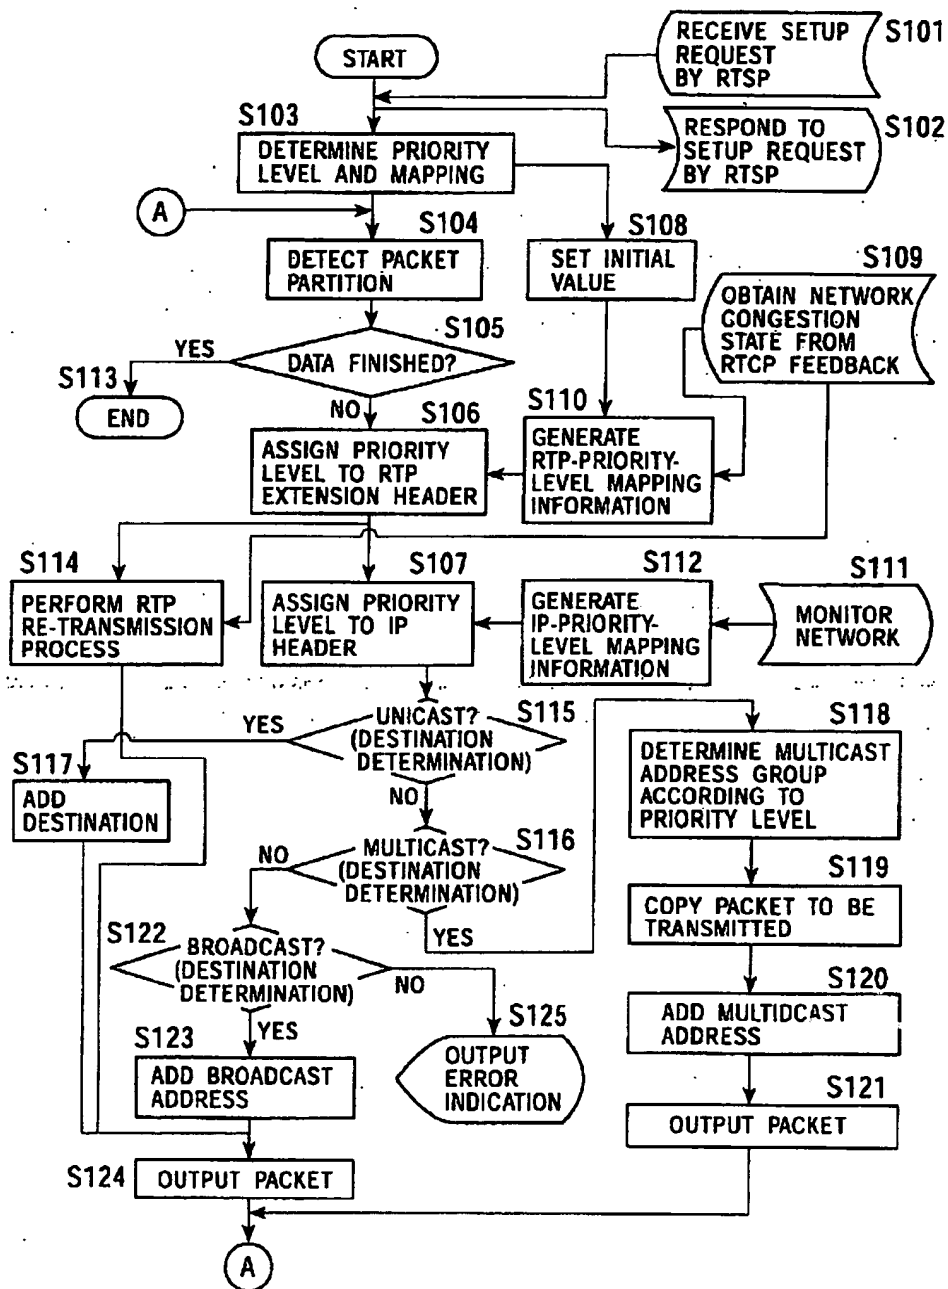 START
RECEIVE SETUP
REQUEST
BY RTSP
S101
S103
RESPOND TO
SETUP REQUEST
BY RTSP
S102
DETERMINE PRIORITY
LEVEL AND MAPPING
A
S104
S108
DETECT PACKET
PARTITION
SET INITIAL
VALUE
S109
OBTAIN NETWORK
CONGESTION
STATE FROM
RTCP FEEDBACK
S105
YES
DATA FINISHED?
S113
END
NO
S106
S110
ASSIGN PRIORITY
LEVEL TO RTP
EXTENSION HEADER
GENERATE
RTP-PRIORITY-
LEVEL MAPPING
INFORMATION
S114
S107
S112
S111
PERFORM RTP
RE-TRANSMISSION
PROCESS
ASSIGN PRIORITY
LEVEL TO IP
HEADER
GENERATE
IP-PRIORITY-
LEVEL MAPPING
INFORMATION
MONITOR
NETWORK
YES
UNICAST?
(DESTINATION
DETERMINATION)
S115
S118
S117
ADD
DESTINATION
NO
DETERMINE MULTICAST
ADDRESS GROUP
ACCORDING TO
PRIORITY LEVEL
NO
MULTICAST?
(DESTINATION
DETERMINATION)
S116
S119
YES
COPY PACKET TO BE
TRANSMITTED
S122
BROADCAST?
(DESTINATION
DETERMINATION)
NO
S120
ADD MULTIDCAST
ADDRESS
YES
S125
S123
OUTPUT
ERROR
INDICATION
ADD BROADCAST
ADDRESS
S121
OUTPUT PACKET
S124
OUTPUT PACKET
A